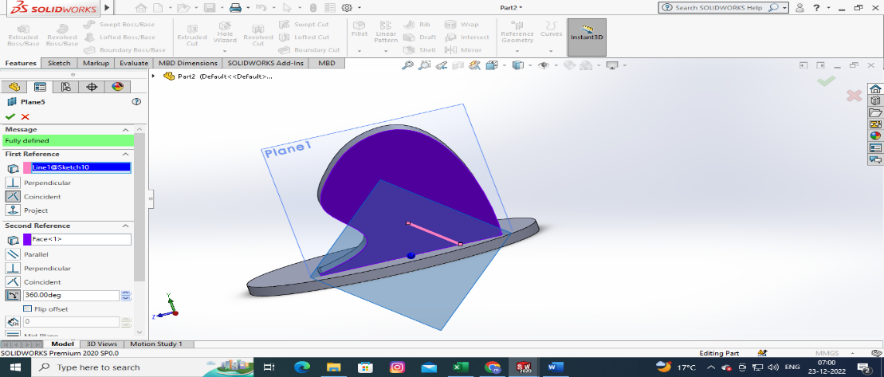 SOLIDWORKS
Part2 *
Search SOLIDWORKS Help
Extruded Boss/Base
Revolved Boss/Base
Swept Boss/Base
Lofted Boss/Base
Boundary Boss/Base
Extruded Cut
Hole Wizard
Revolved Cut
Swept Cut
Lofted Cut
Boundary Cut
Fillet
Linear Pattern
Rib
Draft
Shell
Wrap
Intersect
Mirror
Reference Geometry
Curves
Instant3D
Features Sketch Markup Evaluate MBD Dimensions SOLIDWORKS Add-Ins MBD
Part2 (Default<<Default>...
Plane5
Message
Fully defined
First Reference
Line1@Sketch10
Perpendicular
Coincident
Project
Second Reference
Face<1>
Parallel
Perpendicular
Coincident
360.00deg
Flip offset
0
Plane1
Y
Z
Model 3D Views Motion Study 1
SOLIDWORKS Premium 2020 SP0.0
Editing Part
MMGS
Type here to search
17°C
ENG
07:00
23-12-2022